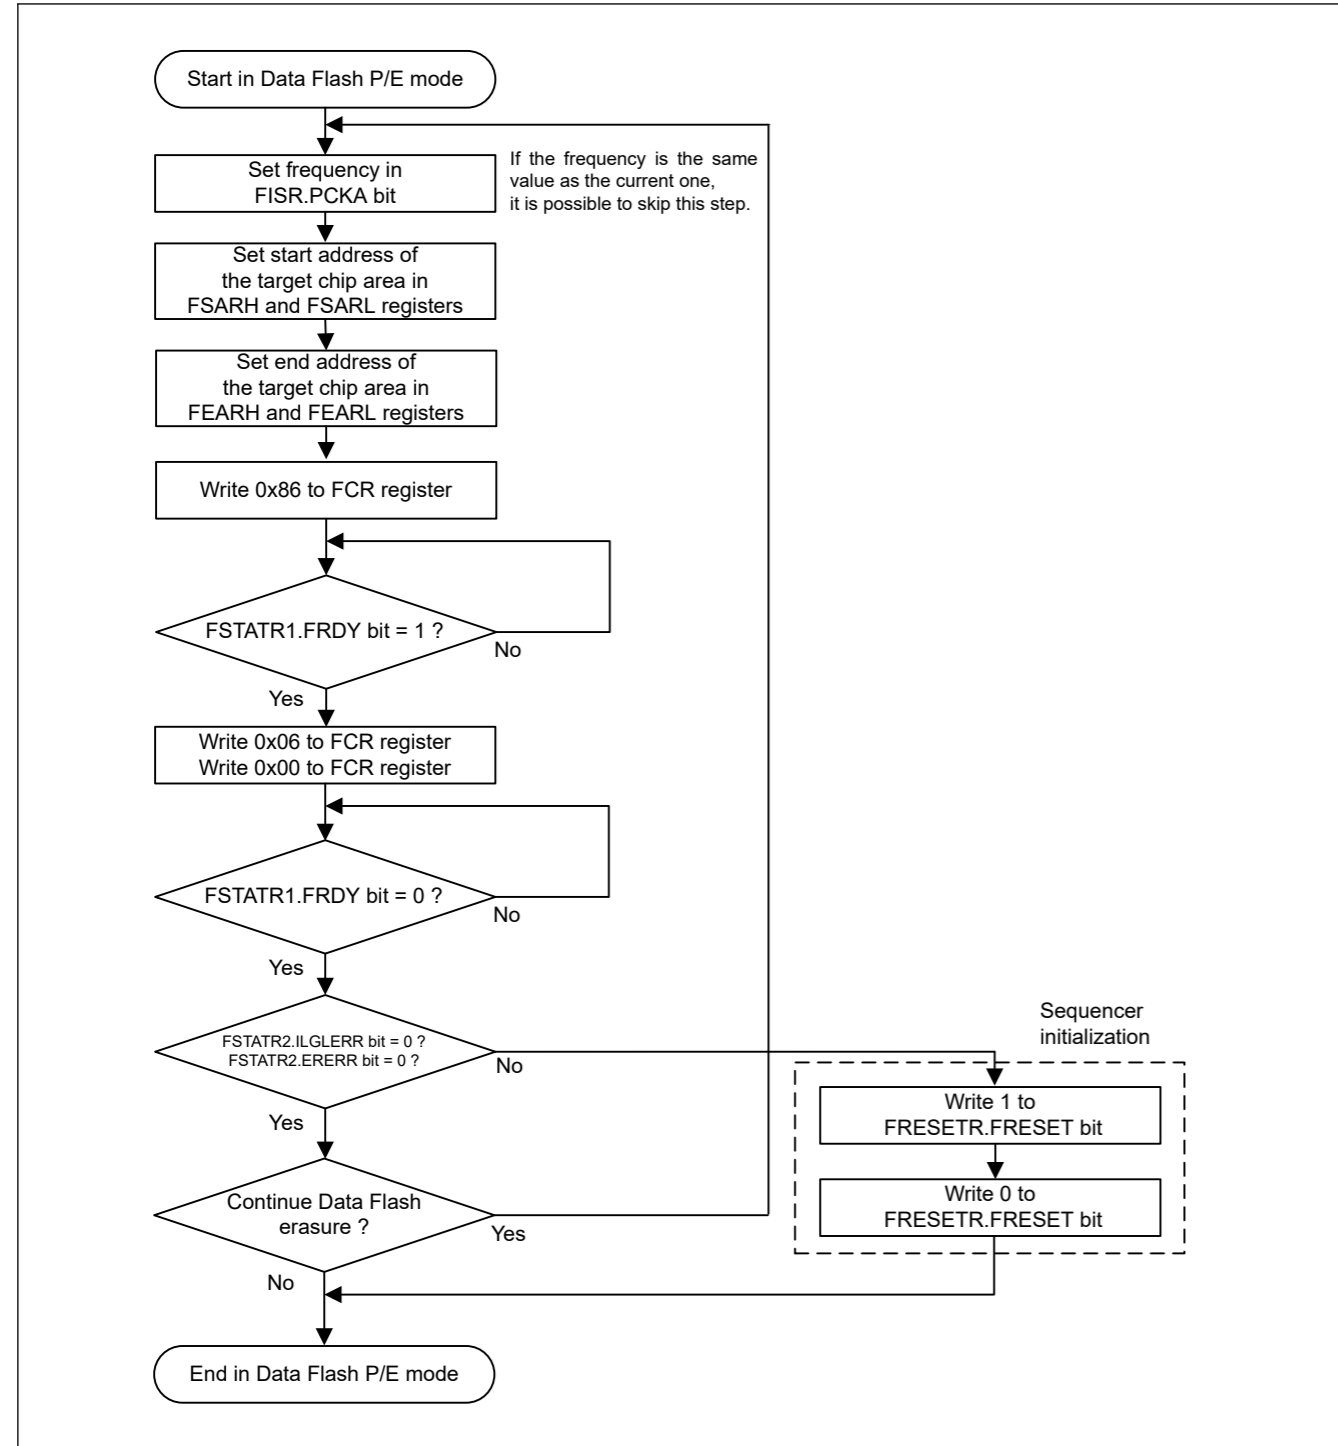 Start in Data Flash P/E mode
Set frequency in
FISR.PCKA bit
If the frequency is the same
value as the current one,
it is possible to skip this step.
Set start address of
the target chip area in
FSARH and FSARL registers
Set end address of
the target chip area in
FEARH and FEARL registers
Write 0x86 to FCR register
FSTATR1.FRDY bit = 1 ?
No
Yes
Write 0x06 to FCR register
Write 0x00 to FCR register
FSTATR1.FRDY bit = 0 ?
No
Yes
FSTATR2.ILGLERR bit = 0 ?
FSTATR2.ERERR bit = 0 ?
No
Yes
Sequencer
initialization
Write 1 to
FRESETR.FRESET bit
Write 0 to
FRESETR.FRESET bit
Continue Data Flash
erasure ?
Yes
No
End in Data Flash P/E mode